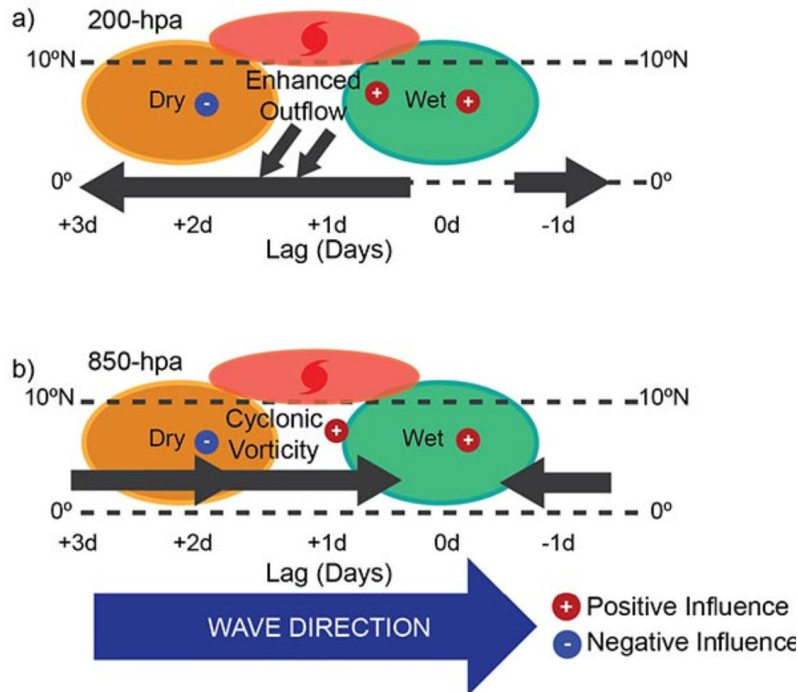 a) 200-hpa
10ºN 10ºN
Dry - Enhanced Outflow + Wet +
0º 0º
+3d +2d +1d 0d -1d
Lag (Days)
b) 850-hpa
10ºN 10ºN
Dry - Cyclonic Vorticity + Wet +
0º 0º
+3d +2d +1d 0d -1d
Lag (Days)
WAVE DIRECTION
+ Positive Influence
- Negative Influence